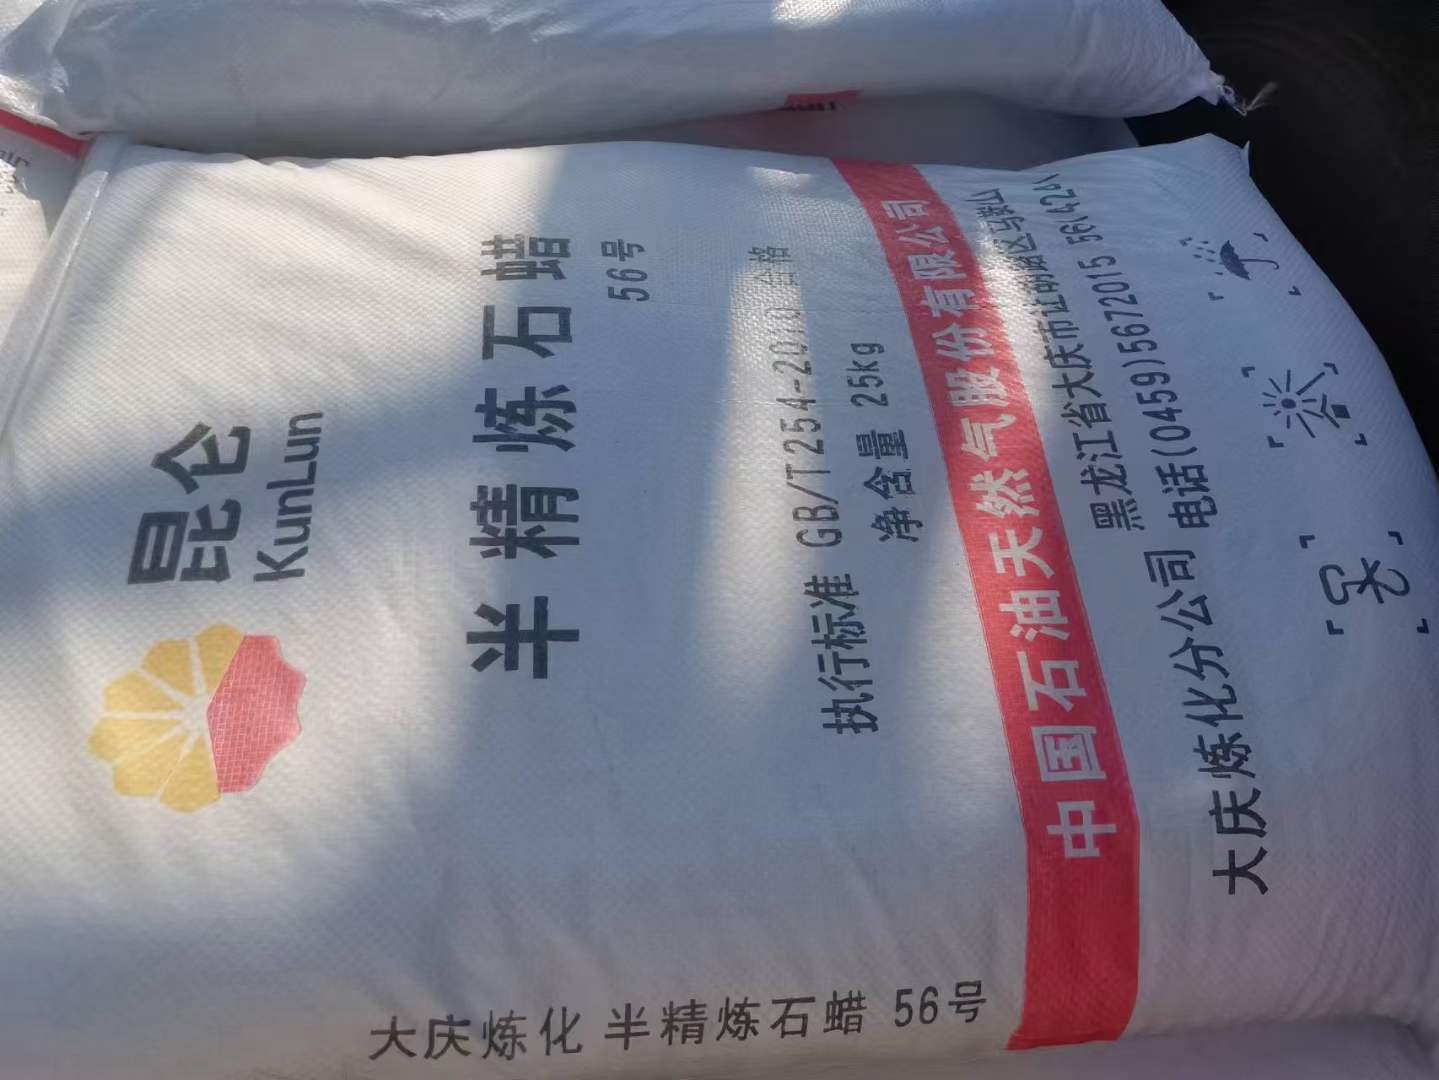 昆仑
KunLun
半精炼石蜡
56号
执行标准 GB/T254-2010 合格
净含量 25kg
中国石油天然气股份有限公司
大庆炼化分公司
黑龙江省大庆市让胡路区马鞍山
电话(0459)5672015
大庆炼化 半精炼石蜡 56号